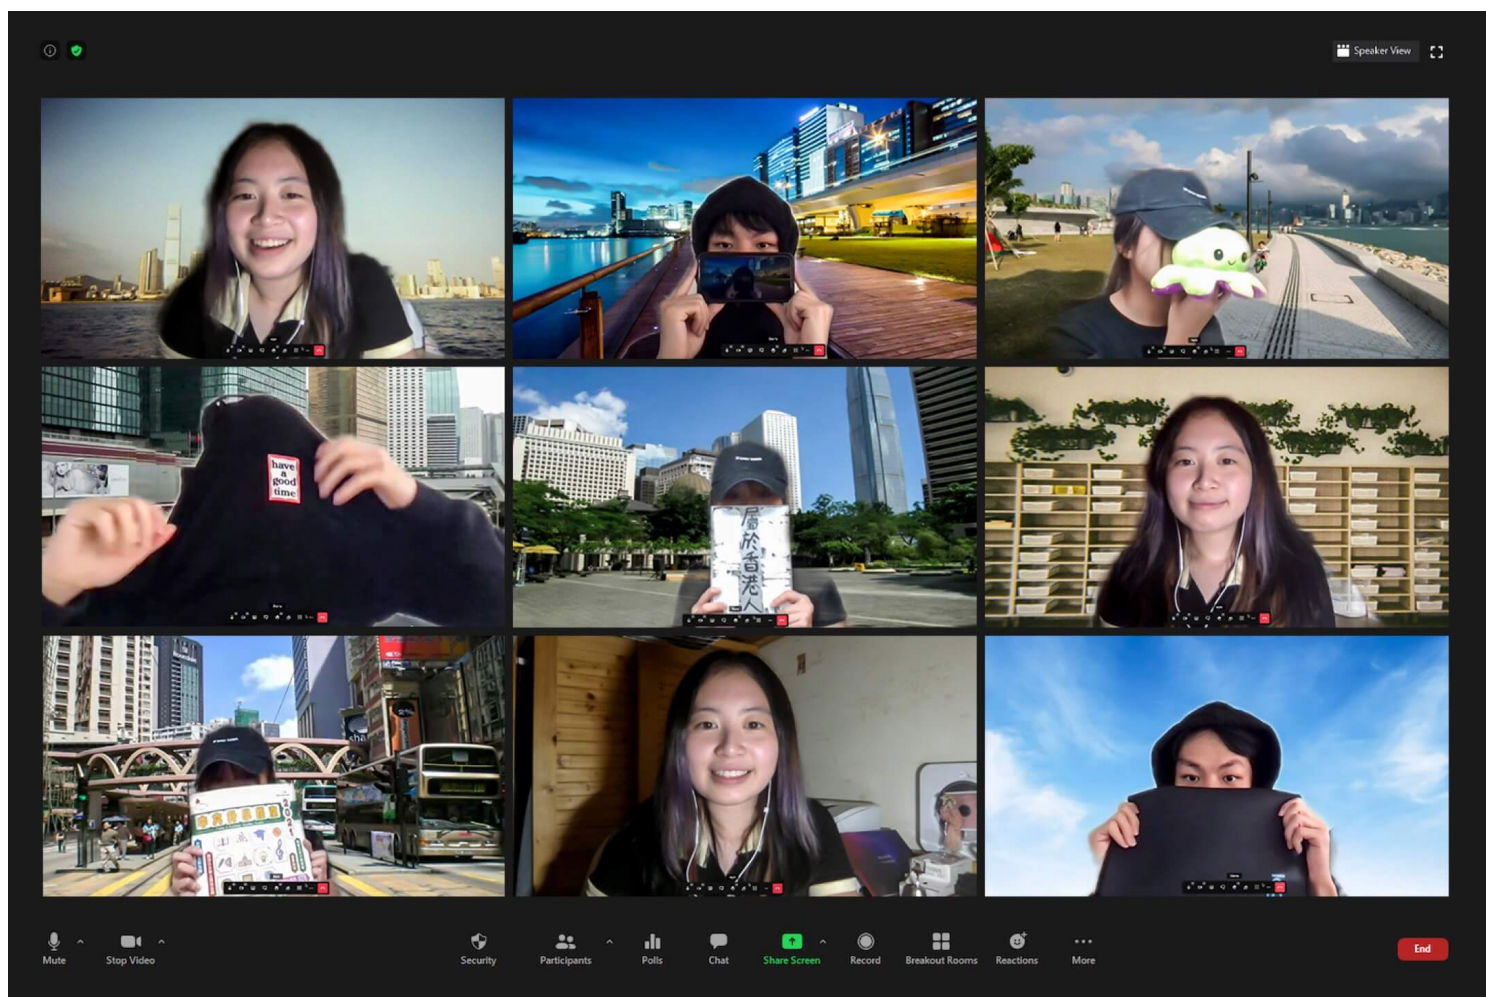 Speaker View
have
a
good
time
屬於香港人
2021
Mute
Stop Video
Security
Participants
Polls
Chat
Share Screen
Record
Breakout Rooms
Reactions
More
End